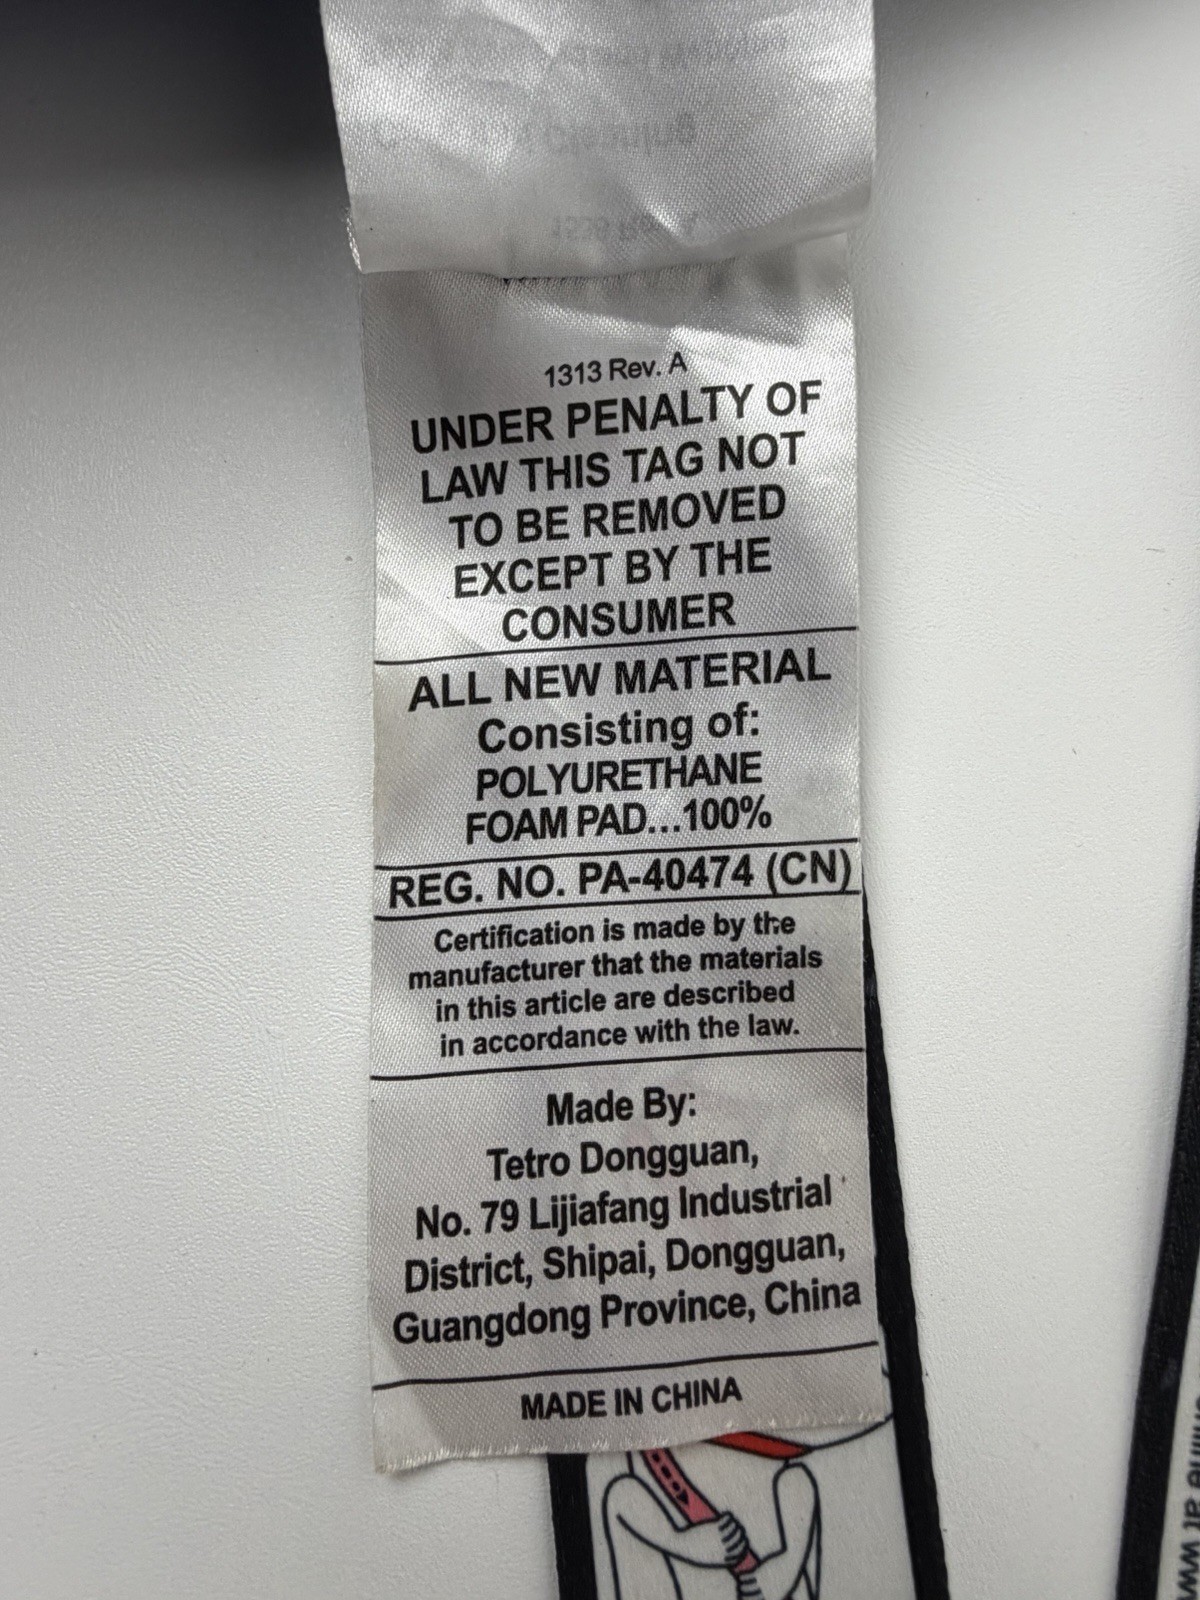 1313 Rev. A
UNDER PENALTY OF
LAW THIS TAG NOT
TO BE REMOVED
EXCEPT BY THE
CONSUMER
ALL NEW MATERIAL
Consisting of:
POLYURETHANE
FOAM PAD...100%
REG. NO. PA-40474 (CN)
Certification is made by the
manufacturer that the materials
in this article are described
in accordance with the law.
Made By:
Tetro Dongguan,
No. 79 Lijiafang Industrial
District, Shipai, Dongguan,
Guangdong Province, China
MADE IN CHINA